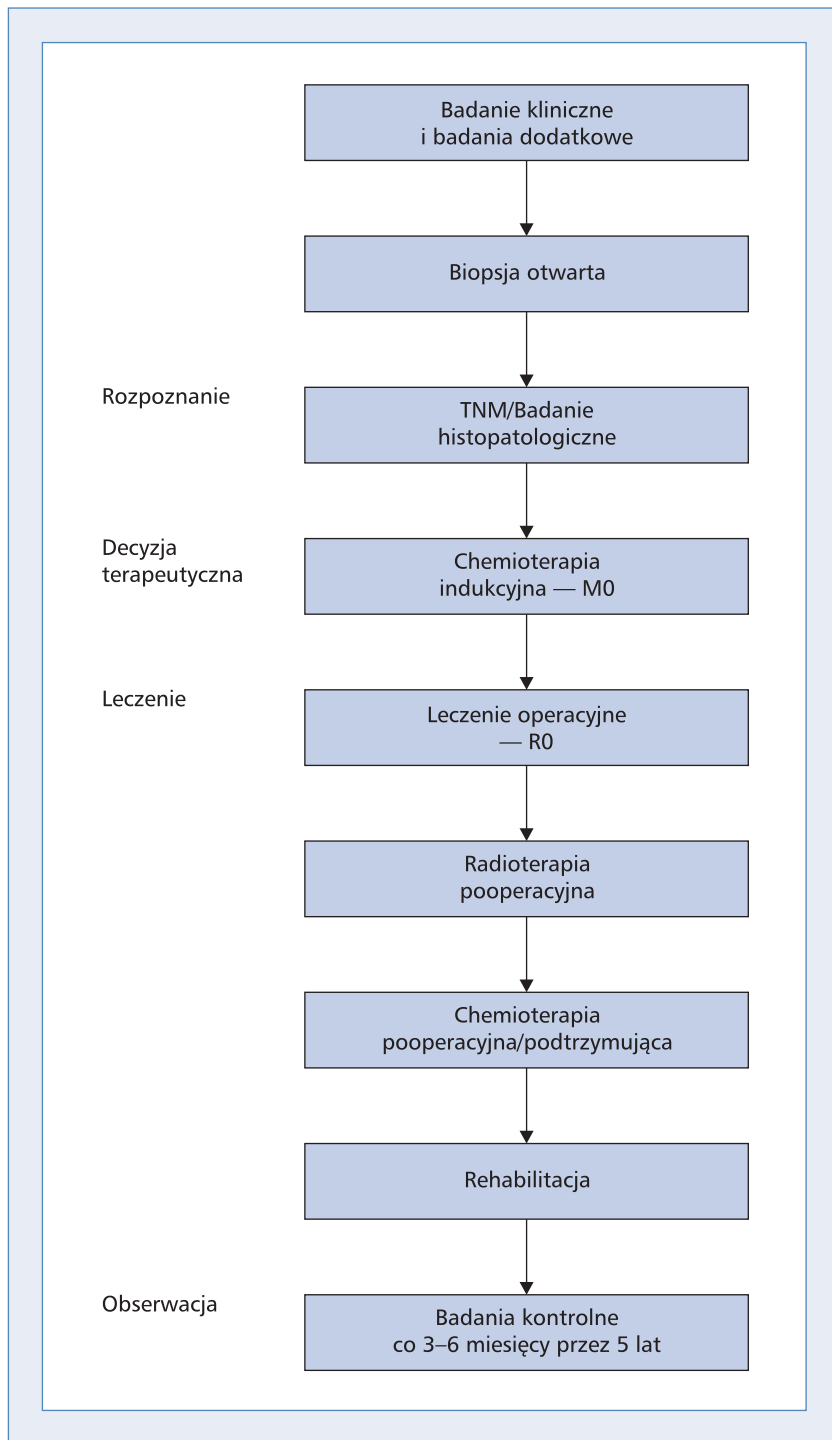 Badanie kliniczne
i badania dodatkowe
Biopsja otwarta
Rozpoznanie
TNM/Badanie
histopatologiczne
Decyzja
terapeutyczna
Chemioterapia
indukcyjna — M0
Leczenie
Leczenie operacyjne
— R0
Radioterapia
pooperacyjna
Chemioterapia
pooperacyjna/podtrzymująca
Rehabilitacja
Obserwacja
Badania kontrolne
co 3–6 miesięcy przez 5 lat